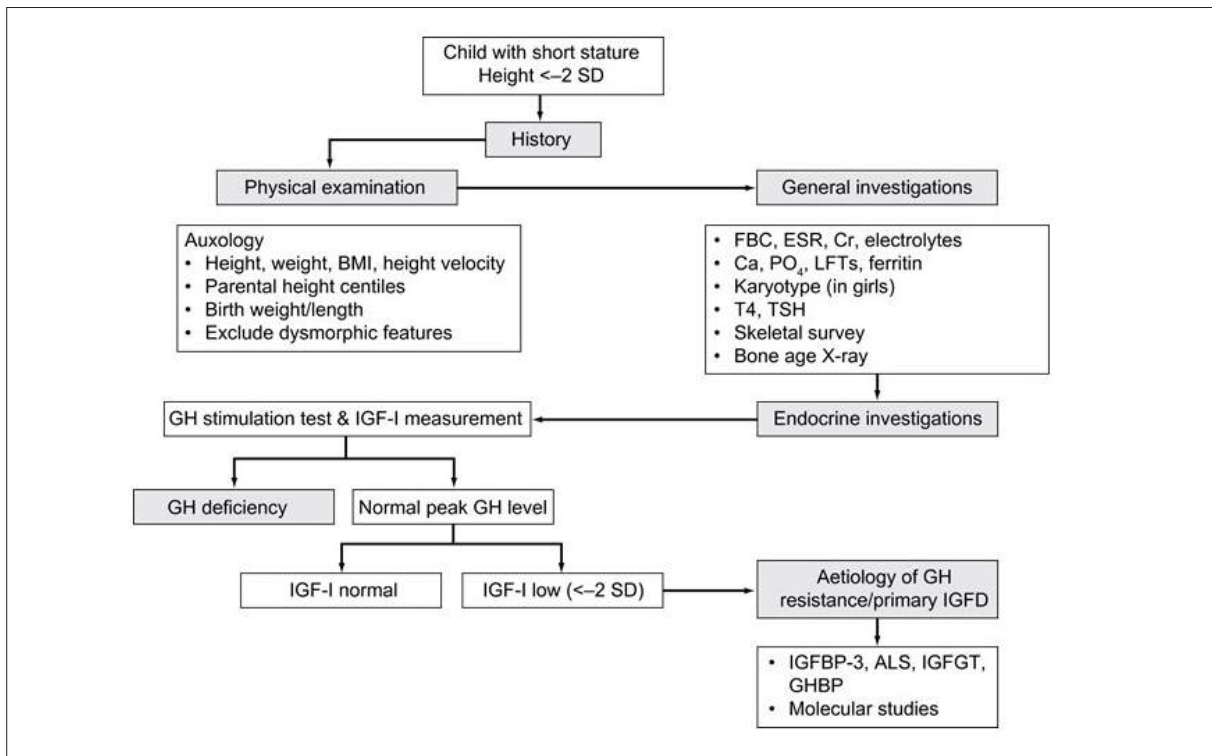 Child with short stature
Height <–2 SD
History
Physical examination
General investigations
Auxology
• Height, weight, BMI, height velocity
• Parental height centiles
• Birth weight/length
• Exclude dysmorphic features
• FBC, ESR, Cr, electrolytes
• Ca, PO₄, LFTs, ferritin
• Karyotype (in girls)
• T4, TSH
• Skeletal survey
• Bone age X-ray
GH stimulation test & IGF-I measurement
Endocrine investigations
GH deficiency
Normal peak GH level
IGF-I normal
IGF-I low (<–2 SD)
Aetiology of GH
resistance/primary IGFD
• IGFBP-3, ALS, IGFGT,
GHBP
• Molecular studies